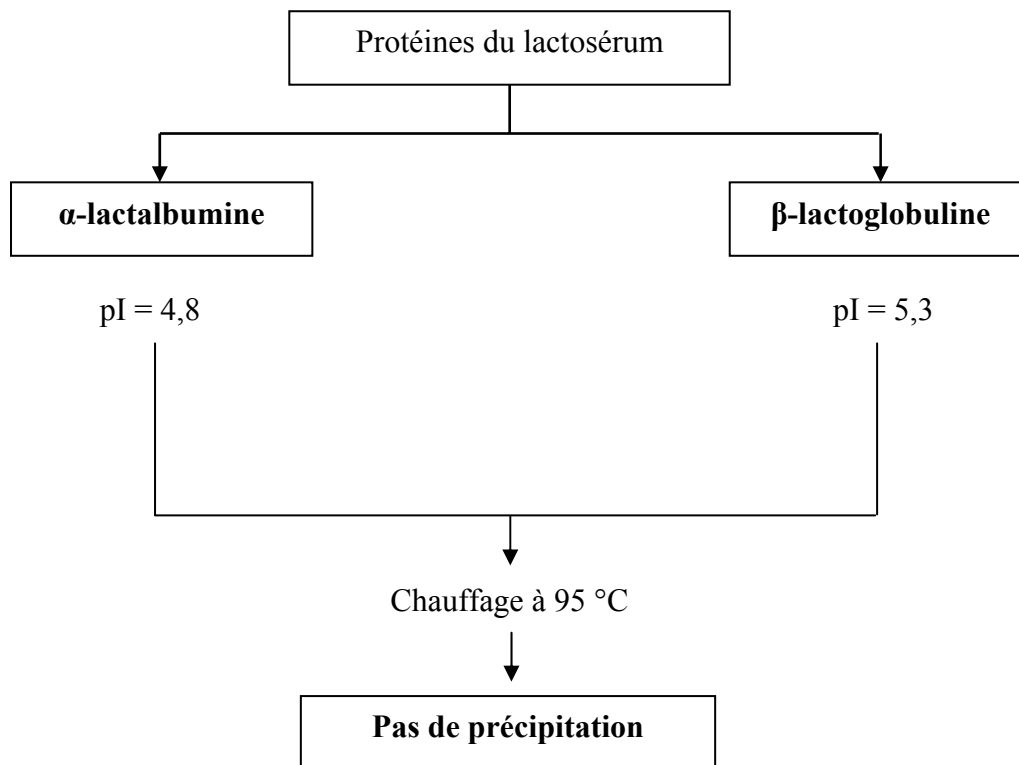 Protéines du lactosérum
α-lactalbumine
β-lactoglobuline
pI = 4,8
pI = 5,3
Chauffage à 95 °C
Pas de précipitation